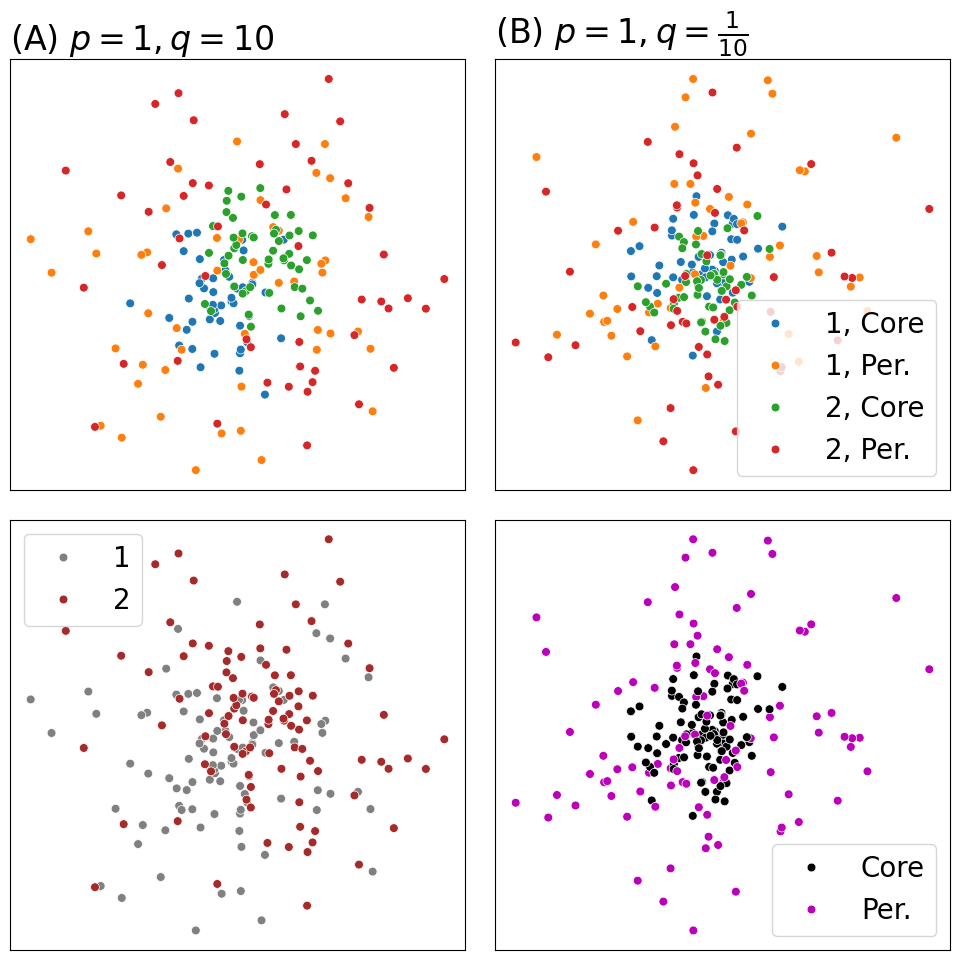 (A) p = 1, q = 10
(B) p = 1, q = 1/10
1, Core
1, Per.
2, Core
2, Per.
1
2
Core
Per.